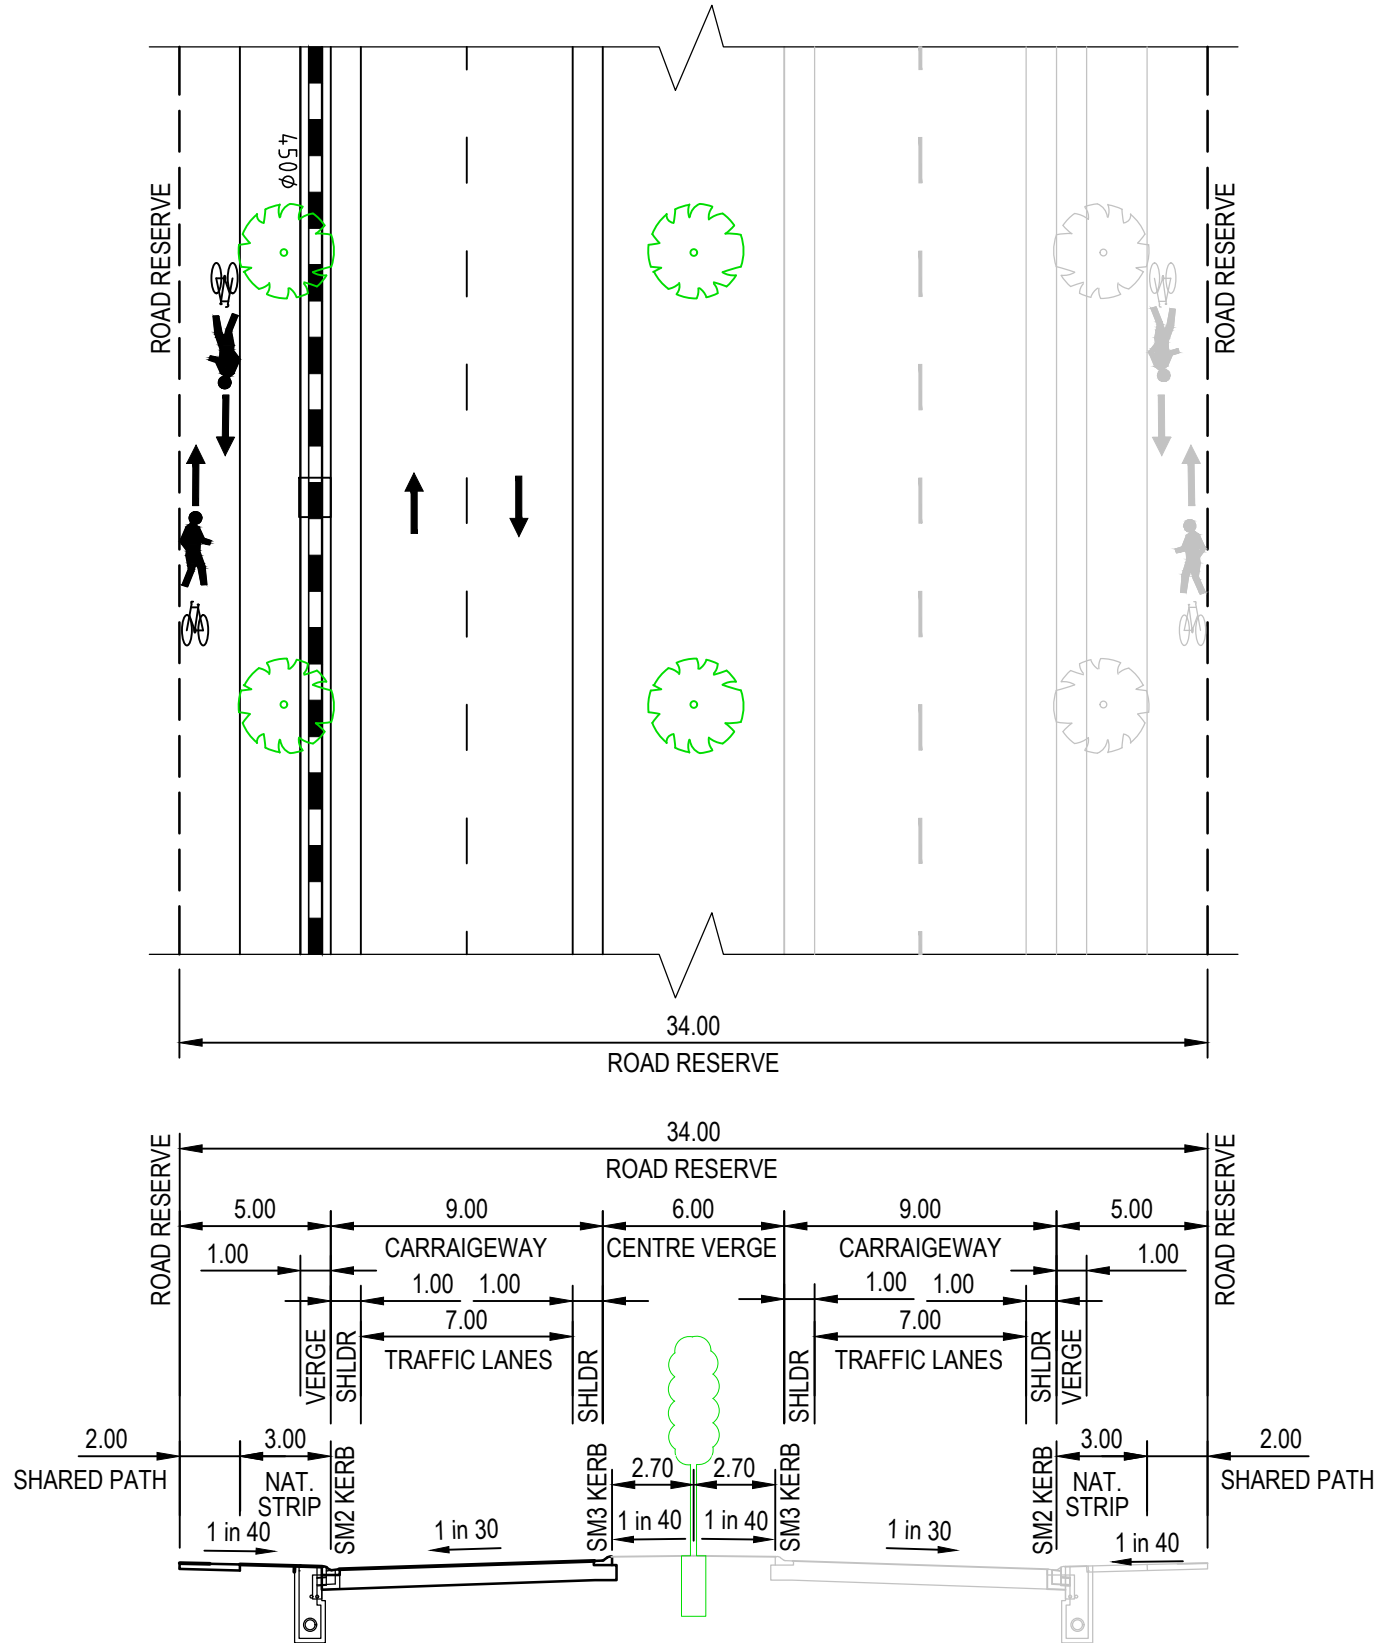 450⌀
ROAD RESERVE
ROAD RESERVE
34.00
ROAD RESERVE
34.00
ROAD RESERVE
ROAD RESERVE
ROAD RESERVE
5.00
9.00
6.00
9.00
5.00
CARRAIGEWAY
CENTRE VERGE
CARRAIGEWAY
1.00
1.00
1.00
1.00
1.00
1.00
7.00
7.00
TRAFFIC LANES
TRAFFIC LANES
VERGE
SHLDR
SHLDR
SHLDR
SHLDR
VERGE
2.00
3.00
2.70
2.70
3.00
2.00
SHARED PATH
NAT.
STRIP
SM2 KERB
SM3 KERB
SM3 KERB
SM2 KERB
NAT.
STRIP
SHARED PATH
1 in 40
1 in 30
1 in 40
1 in 40
1 in 30
1 in 40